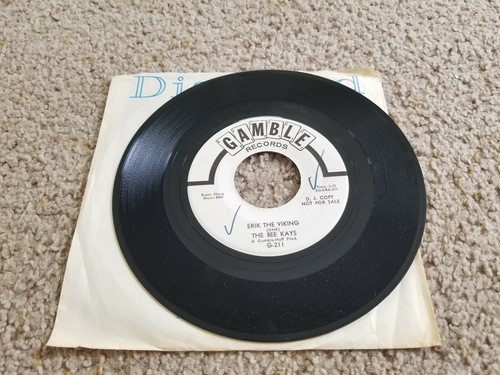 Di d
GAMBLE
RECORDS
D. J. COPY
NOT FOR SALE
ERIK THE VIKING
THE BEE KAYS
A Gamble-Huff Prod.
G-211